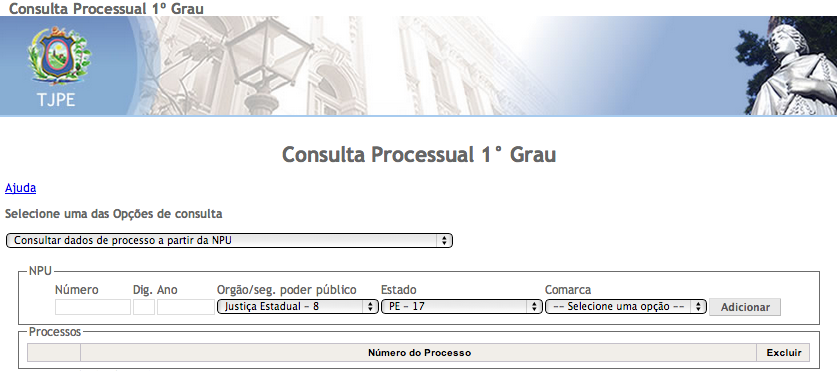 Consulta Processual 1º Grau
TJPE
Consulta Processual 1° Grau
Ajuda
Selecione uma das Opções de consulta
Consultar dados de processo a partir da NPU
NPU
Número Dig. Ano Orgão/seg. poder público Estado Comarca
Justiça Estadual - 8 PE - 17 -- Selecione uma opção -- Adicionar
Processos
Número do Processo Excluir